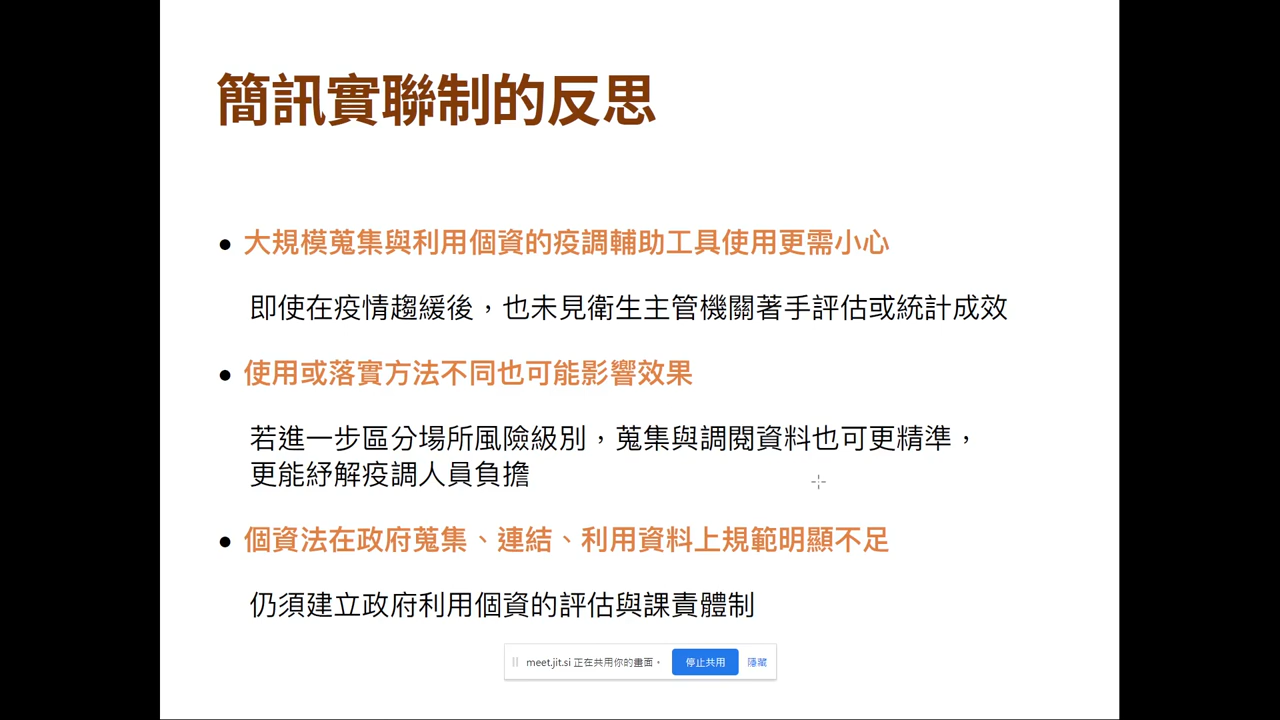 簡訊實聯制的反思
● 大規模蒐集與利用個資的疫調輔助工具使用更需小心
即使在疫情趨緩後，也未見衛生主管機關著手評估或統計成效
● 使用或落實方法不同也可能影響效果
若進一步區分場所風險級別，蒐集與調閱資料也可更精準，
更能紓解疫調人員負擔
● 個資法在政府蒐集、連結、利用資料上規範明顯不足
仍須建立政府利用個資的評估與課責體制
meet.jit.si 正在共用你的畫面。 停止共用 隱藏